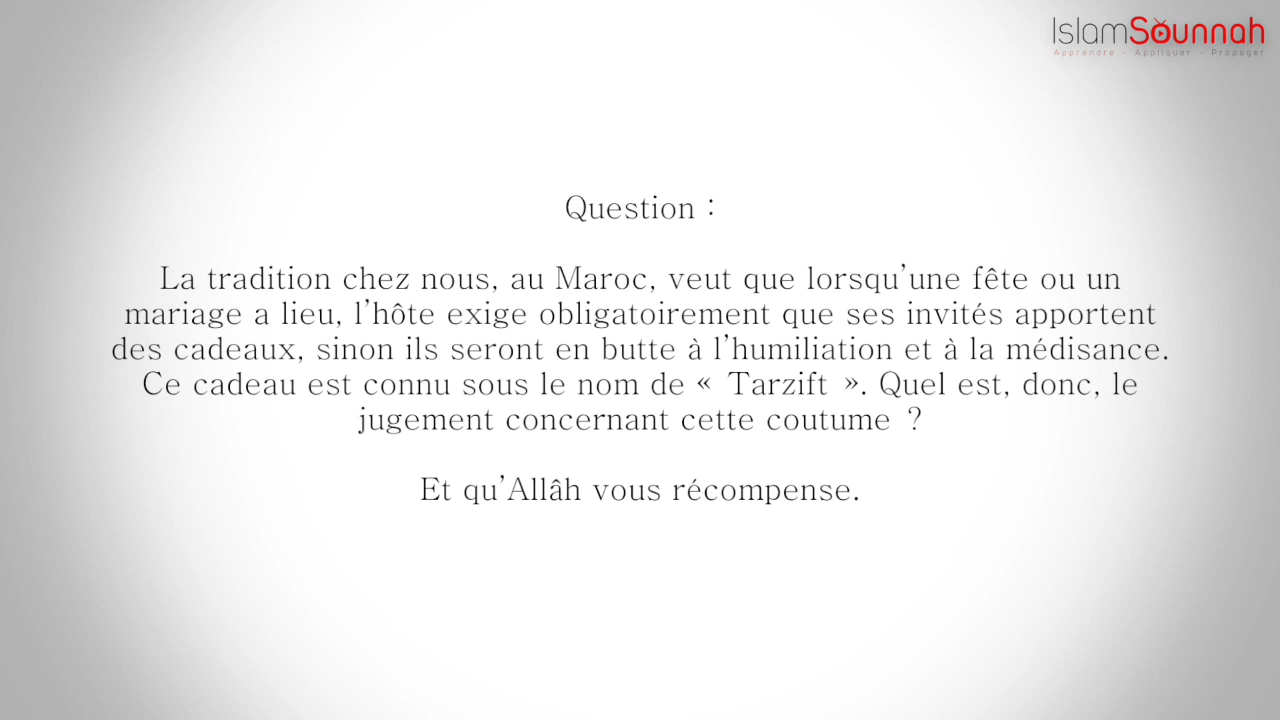 IslamSounnah
Apprendre - Appliquer - Propager
Question :
La tradition chez nous, au Maroc, veut que lorsqu’une fête ou un
mariage a lieu, l’hôte exige obligatoirement que ses invités apportent
des cadeaux, sinon ils seront en butte à l’humiliation et à la médisance.
Ce cadeau est connu sous le nom de « Tarzift ». Quel est, donc, le
jugement concernant cette coutume ?
Et qu’Allâh vous récompense.